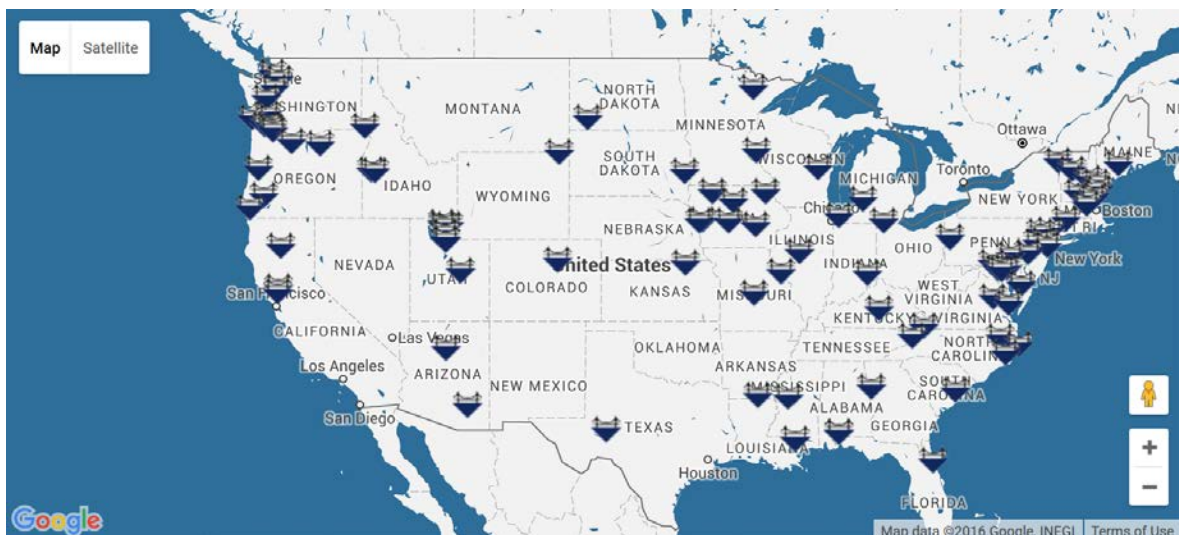 Map Satellite
WASHINGTON
MONTANA
NORTH
DAKOTA
MINNESOTA
Ottawa
MAINE
OREGON
IDAHO
SOUTH
DAKOTA
WISCONSIN
MICHIGAN
Toronto
WYOMING
NEW YORK
Boston
NEBRASKA
Chicago
ILLINOIS
OHIO
PENN
RI
New York
NEVADA
UTAH
United States
COLORADO
KANSAS
INDIANA
WEST
VIRGINIA
NJ
San Francisco
MISSOURI
KENTUCKY
VIRGINIA
CALIFORNIA
Las Vegas
OKLAHOMA
TENNESSEE
NORTH
CAROLINA
Los Angeles
ARIZONA
NEW MEXICO
ARKANSAS
MISSISSIPPI
SOUTH
CAROLINA
San Diego
TEXAS
ALABAMA
GEORGIA
LOUISIANA
Houston
FLORIDA
+
−
Google
Map data ©2016 Google, INEGI Terms of Use